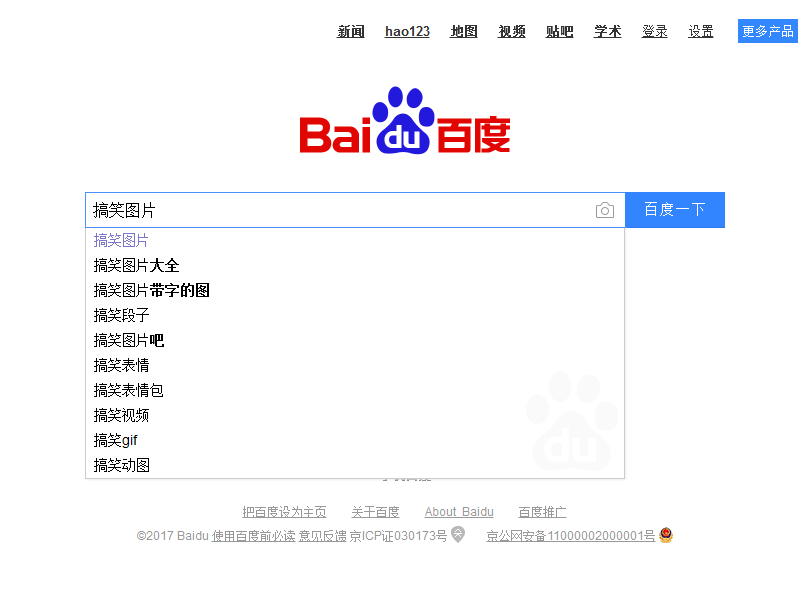 新闻 hao123 地图 视频 贴吧 学术 登录 设置 更多产品
Bai du 百度
搞笑图片 百度一下
搞笑图片
搞笑图片大全
搞笑图片带字的图
搞笑段子
搞笑图片吧
搞笑表情
搞笑表情包
搞笑视频
搞笑gif
搞笑动图
du
把百度设为主页 关于百度 About Baidu 百度推广
©2017 Baidu 使用百度前必读 意见反馈 京ICP证030173号 京公网安备11000002000001号